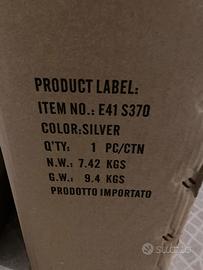 PRODUCT LABEL:
ITEM NO.: E41 S370
COLOR:SILVER
Q'TY: 1 PC/CTN
N.W.: 7.42 KGS
G.W.: 9.4 KGS
PRODOTTO IMPORTATO
subito